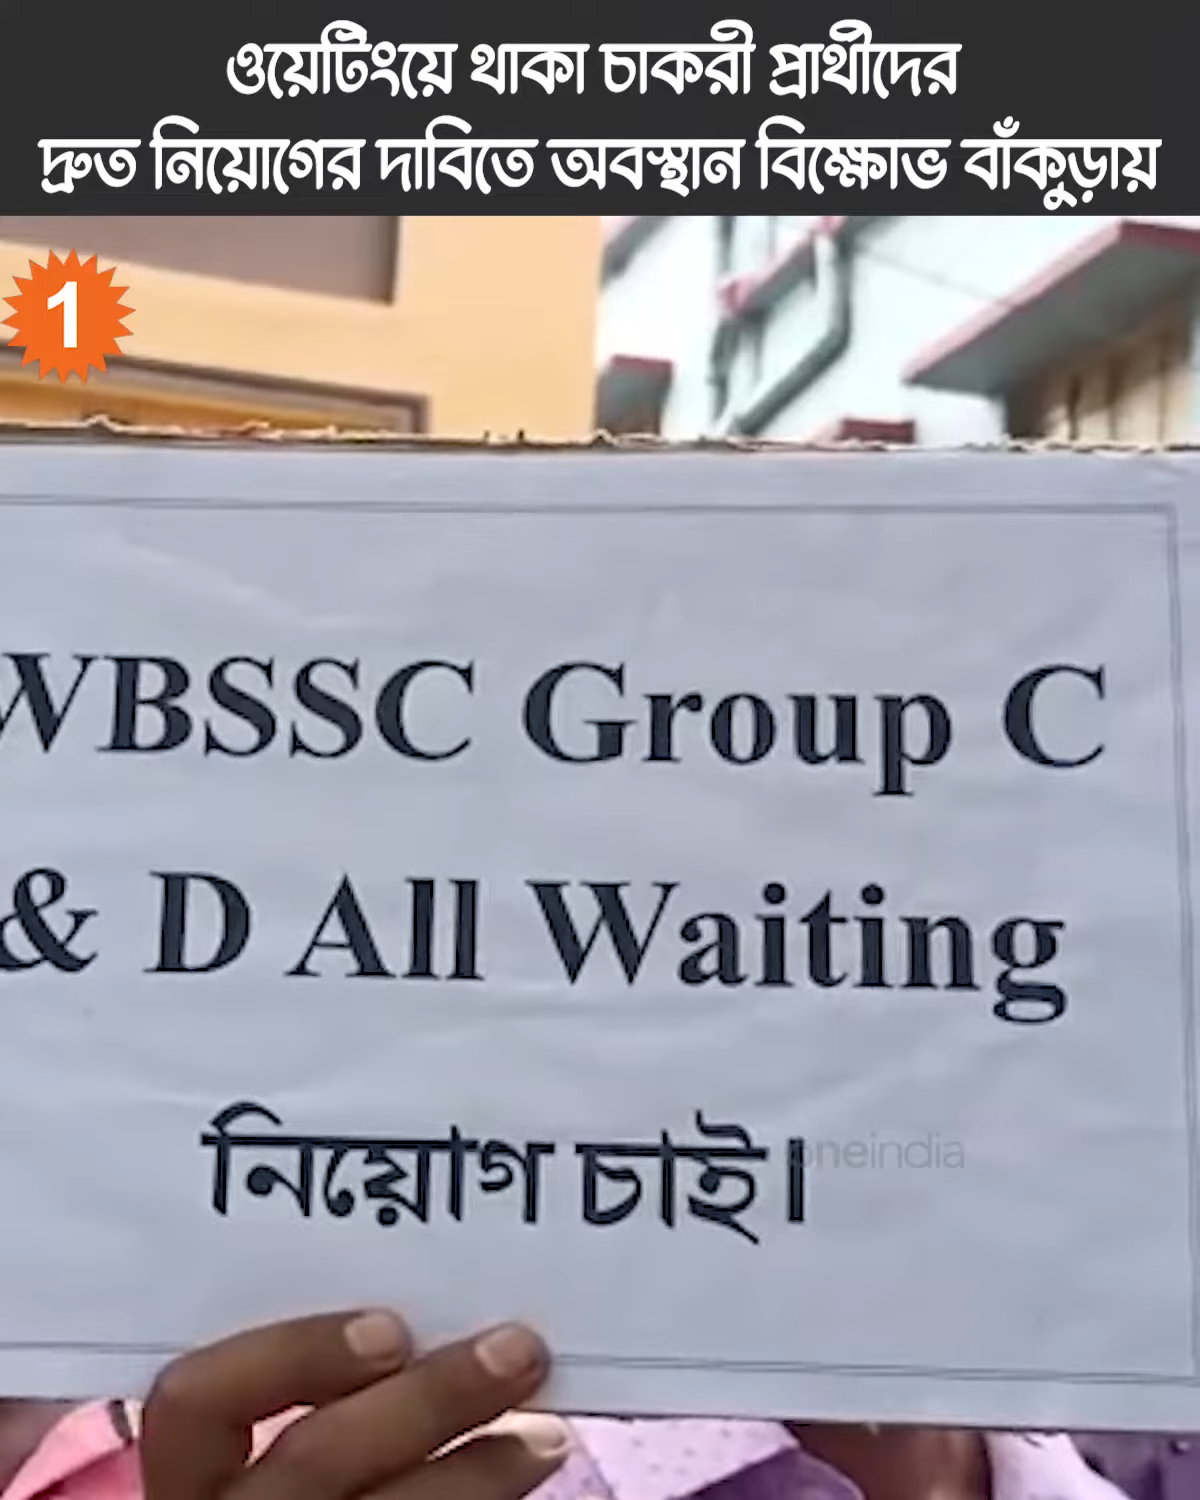 ওয়েটিংয়ে থাকা চাকরী প্রার্থীদের
দ্রুত নিয়োগের দাবিতে অবস্থান বিক্ষোভ বাঁকুড়ায়
1
WBSSC Group C
& D All Waiting
নিয়োগ চাই।
oneindia